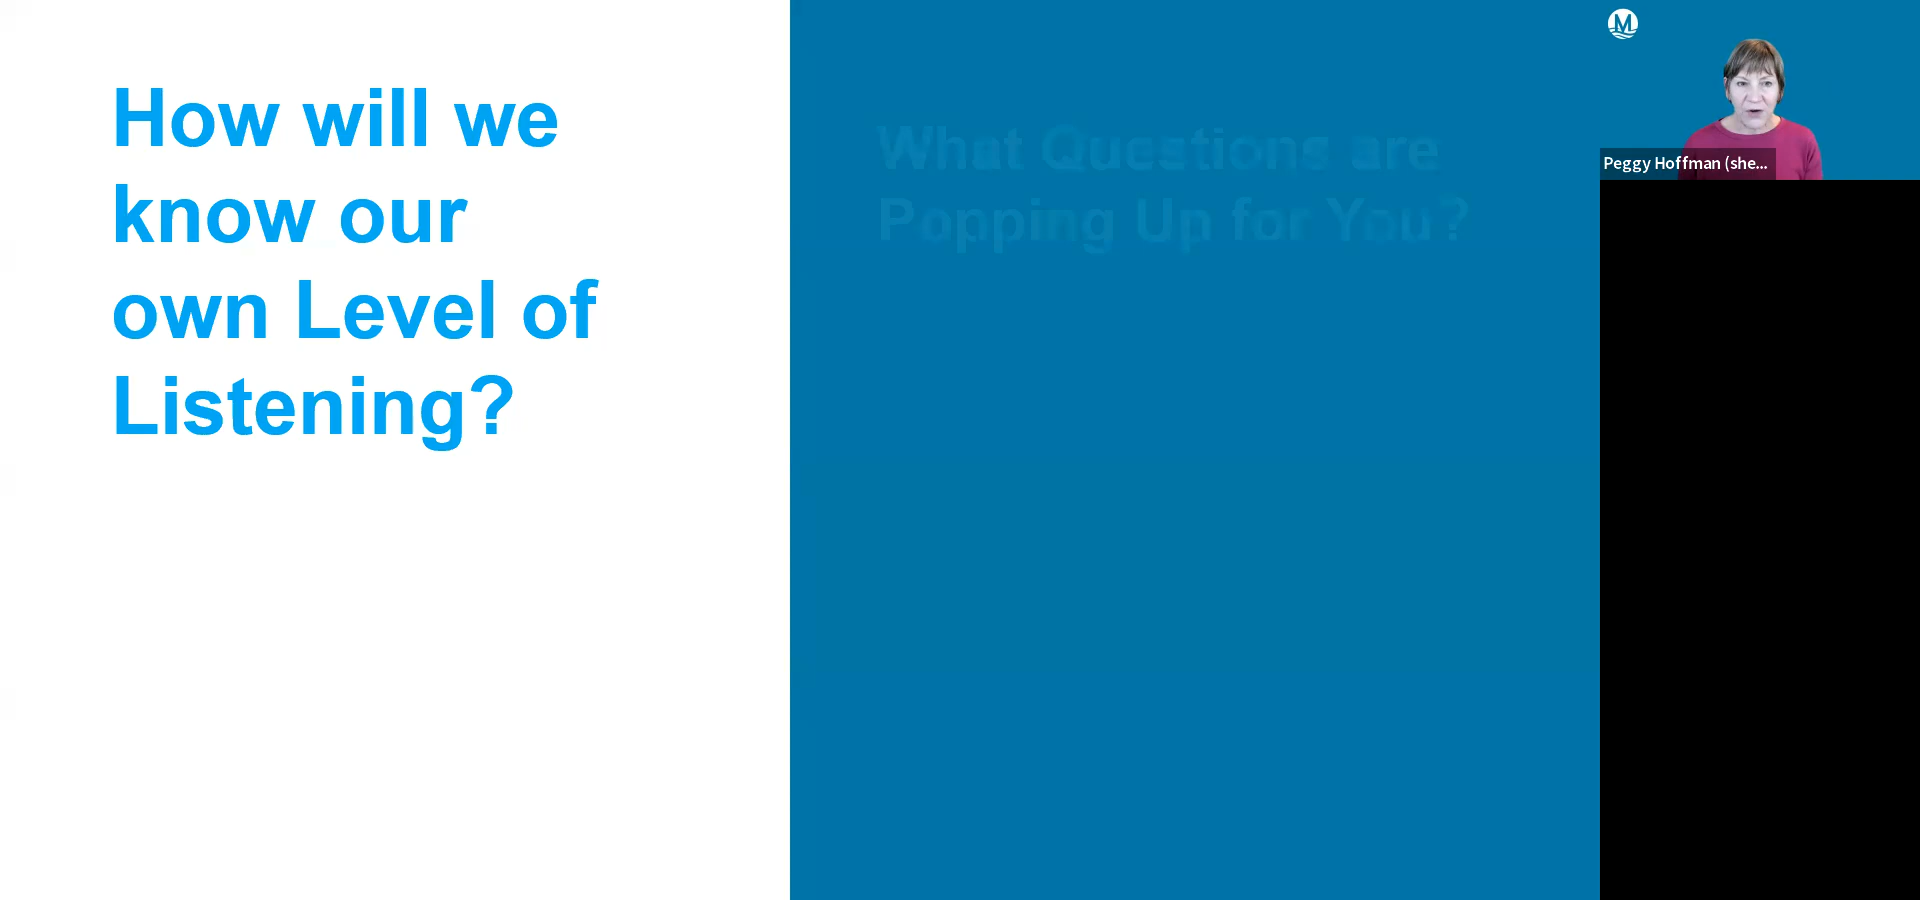 How will we
know our
own Level of
Listening?
What Questions are
Popping Up for You?
M
Peggy Hoffman (she...